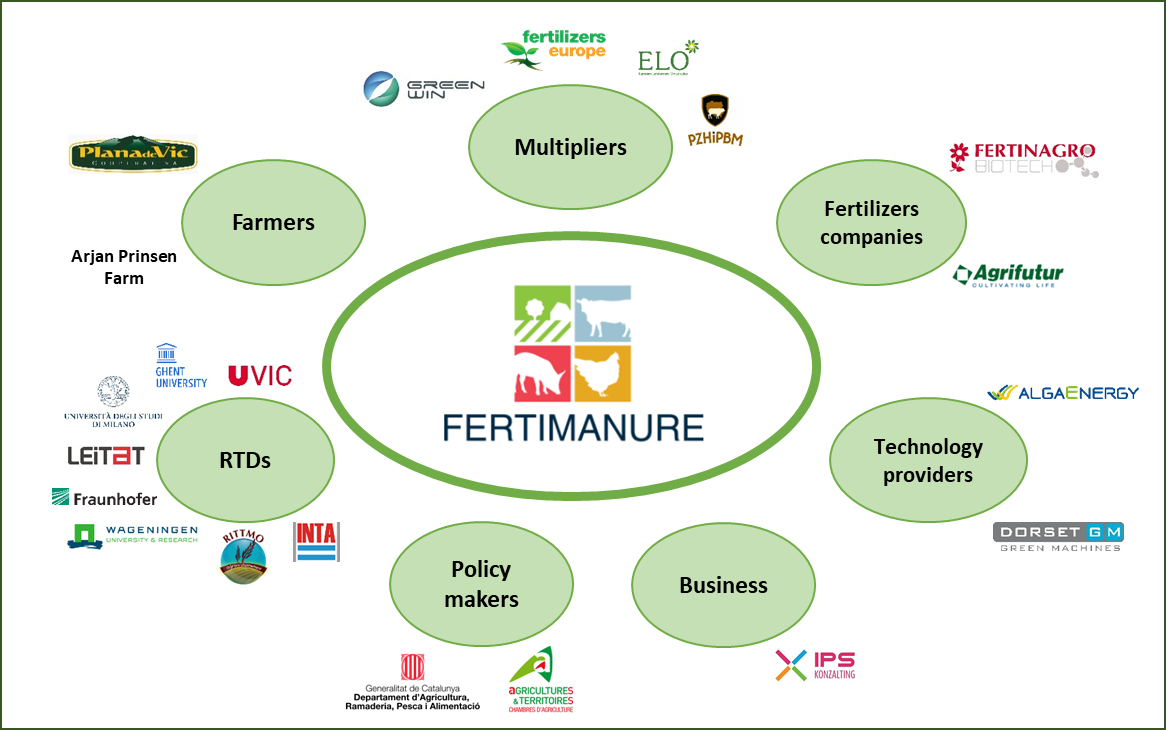 fertilizers
europe
ELO
GREEN
WIN
PZHiPBM
Multipliers
PlanadeVic
Farmers
Arjan Prinsen
Farm
FERTINAGRO
BIOTECH
Fertilizers
companies
Agrifutur
CULTIVATING LIFE
FERTIMANURE
GHENT
UNIVERSITY
UVIC
UNIVERSITÀ DEGLI STUDI
DI MILANO
LEITAT
Fraunhofer
WAGENINGEN
UNIVERSITY & RESEARCH
RITTMO
INTA
RTDs
ALGAENERGY
Technology
providers
DORSET GM
GREEN MACHINES
Policy
makers
Generalitat de Catalunya
Departament d'Agricultura,
Ramaderia, Pesca i Alimentació
aGRICULTURES
& TERRITOIRES
CHAMBRES D'AGRICULTURE
Business
IPS
KONZALTING